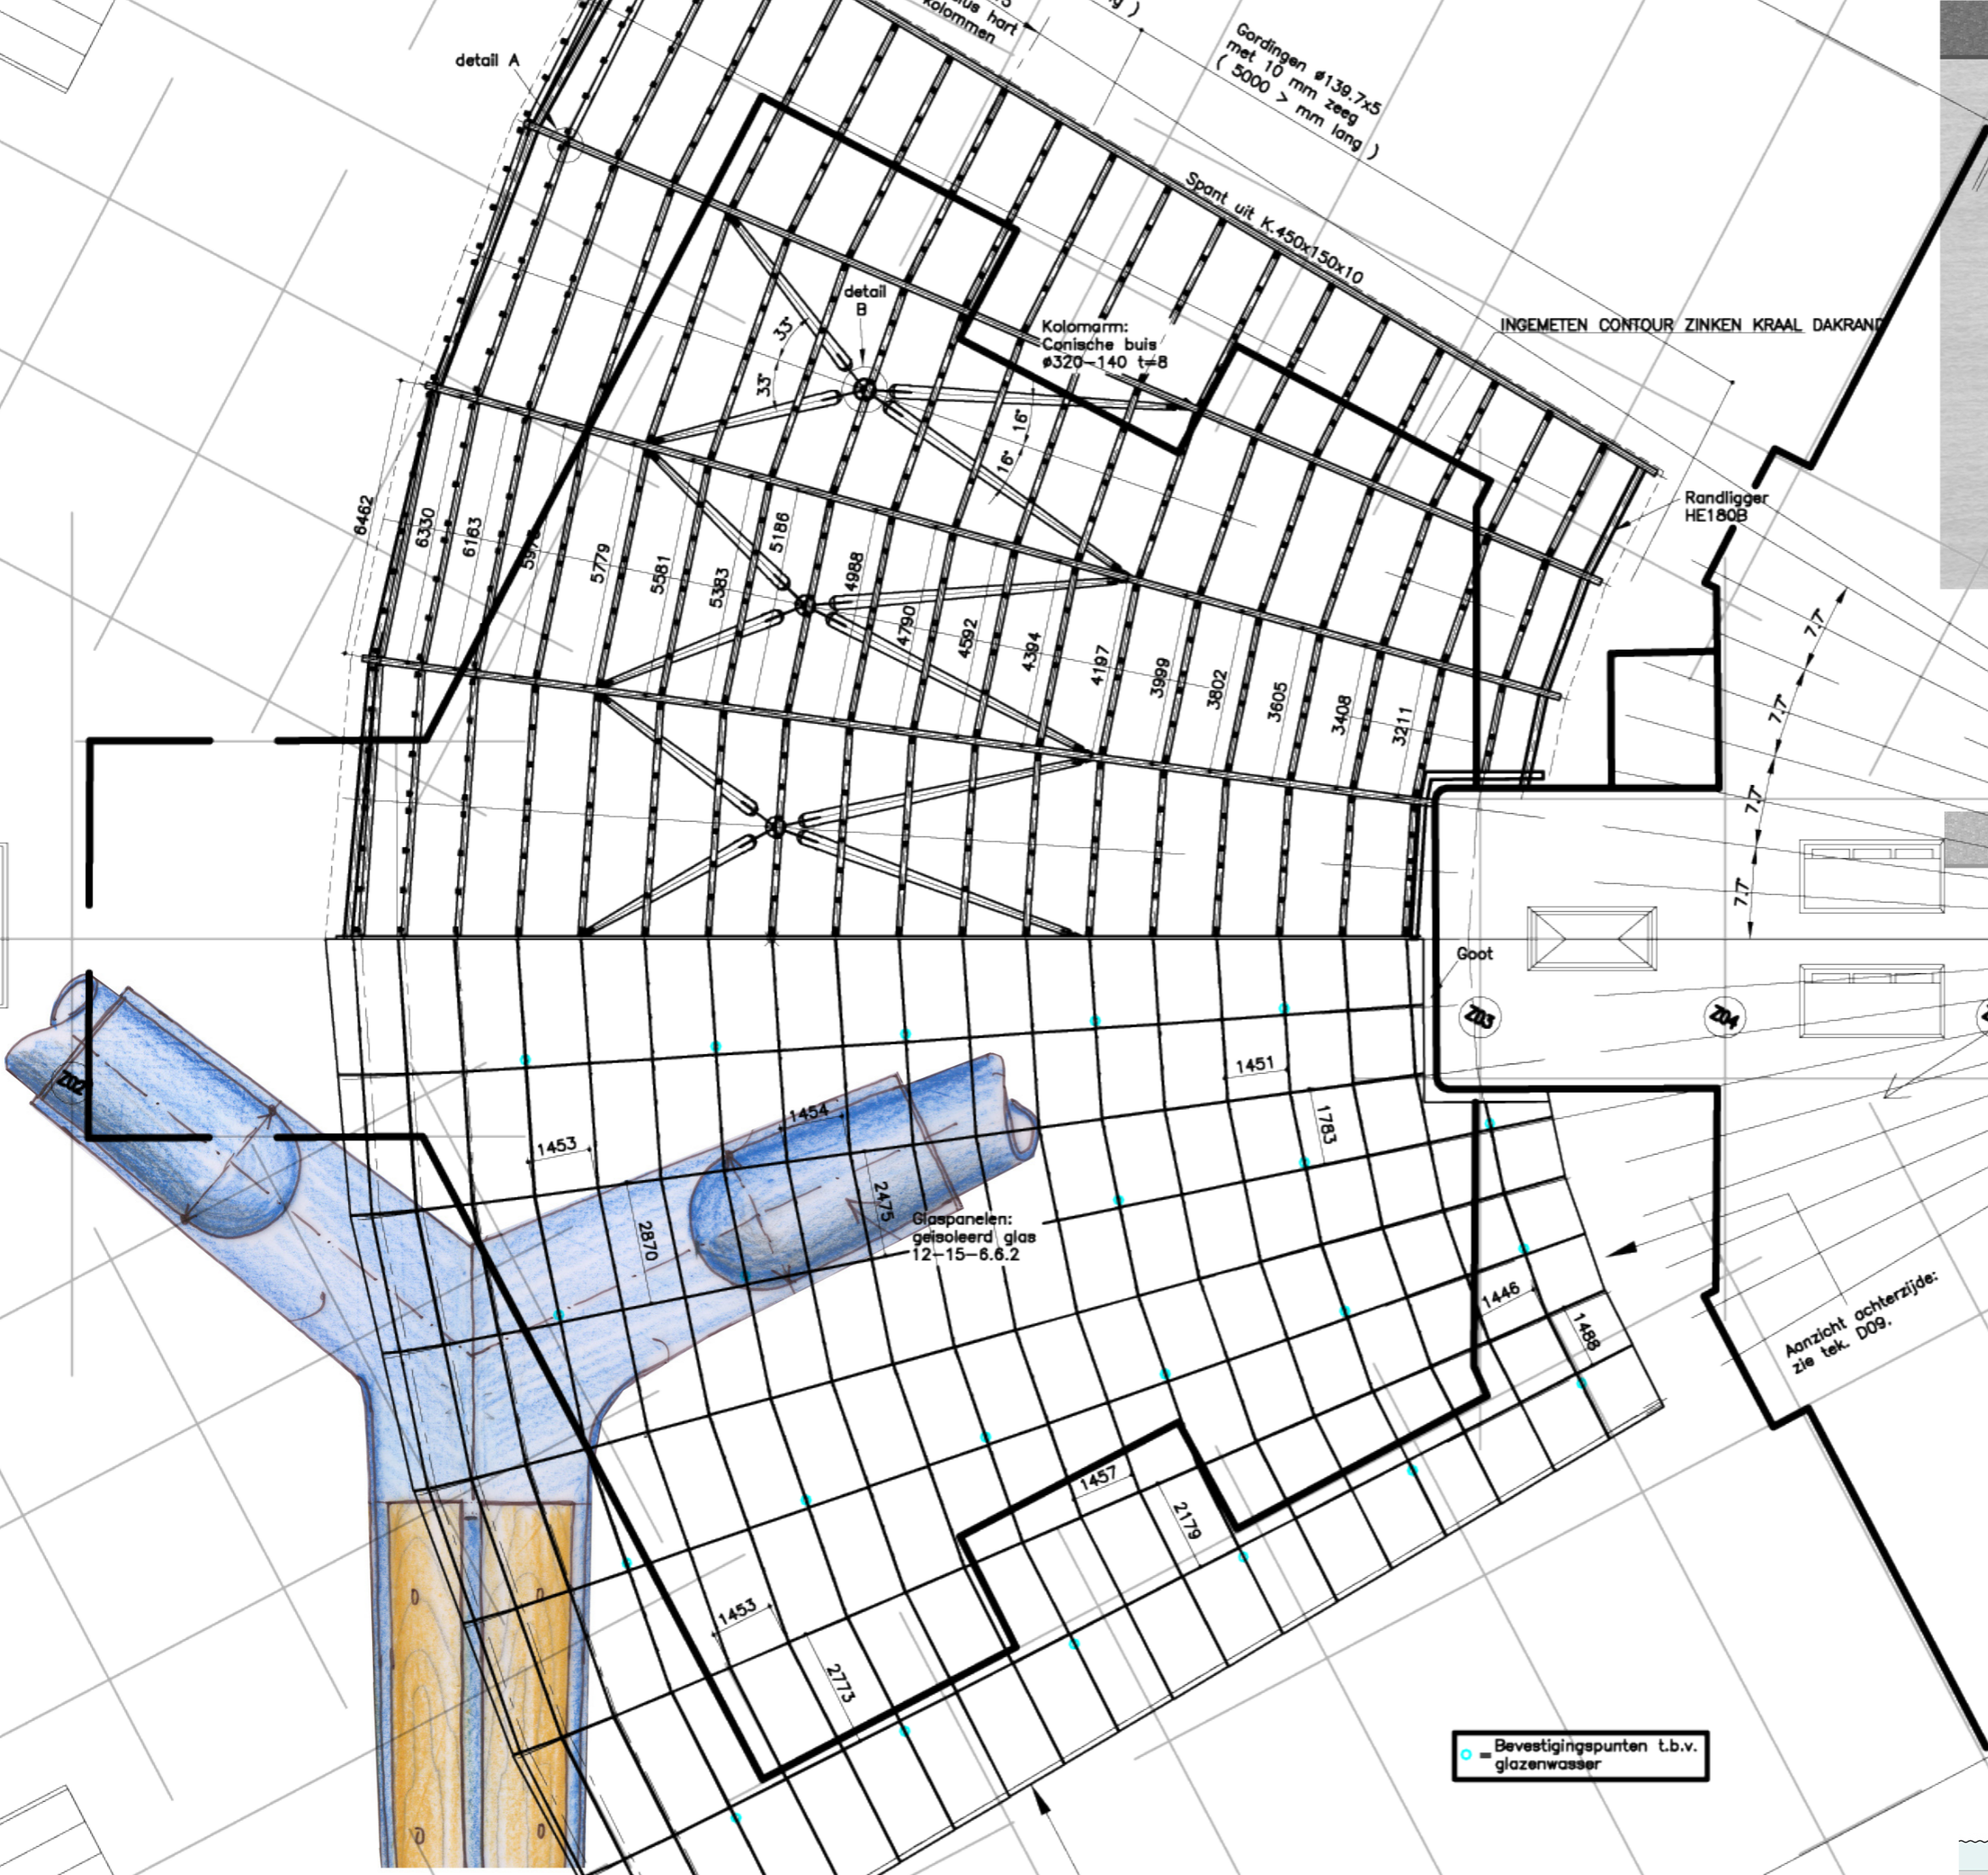 ius hart
kolommen
detail A
Gordingen ø139.7x5
met 10 mm zeeg
( 5000 > mm lang )
Spant uit K.450x150x10
INGEMETEN CONTOUR ZINKEN KRAAL DAKRAND
detail
B
33°
33°
Kolomarm:
Conische buis
ø320-140 t=8
16°
16°
Randligger
HE180B
6462
6330
6163
5779
5581
5383
5186
4988
4790
4592
4394
4197
3999
3802
3605
3408
3211
7.7°
7.7°
7.7°
7.7°
Goot
Z03
Z04
Z02
1451
1454
1453
1783
2475
2870
Glaspanelen:
geisoleerd glas
12-15-6.6.2
1446
1488
Aanzicht achterzijde:
zie tek. D09.
1457
2179
1453
2773
= Bevestigingspunten t.b.v.
glazenwasser